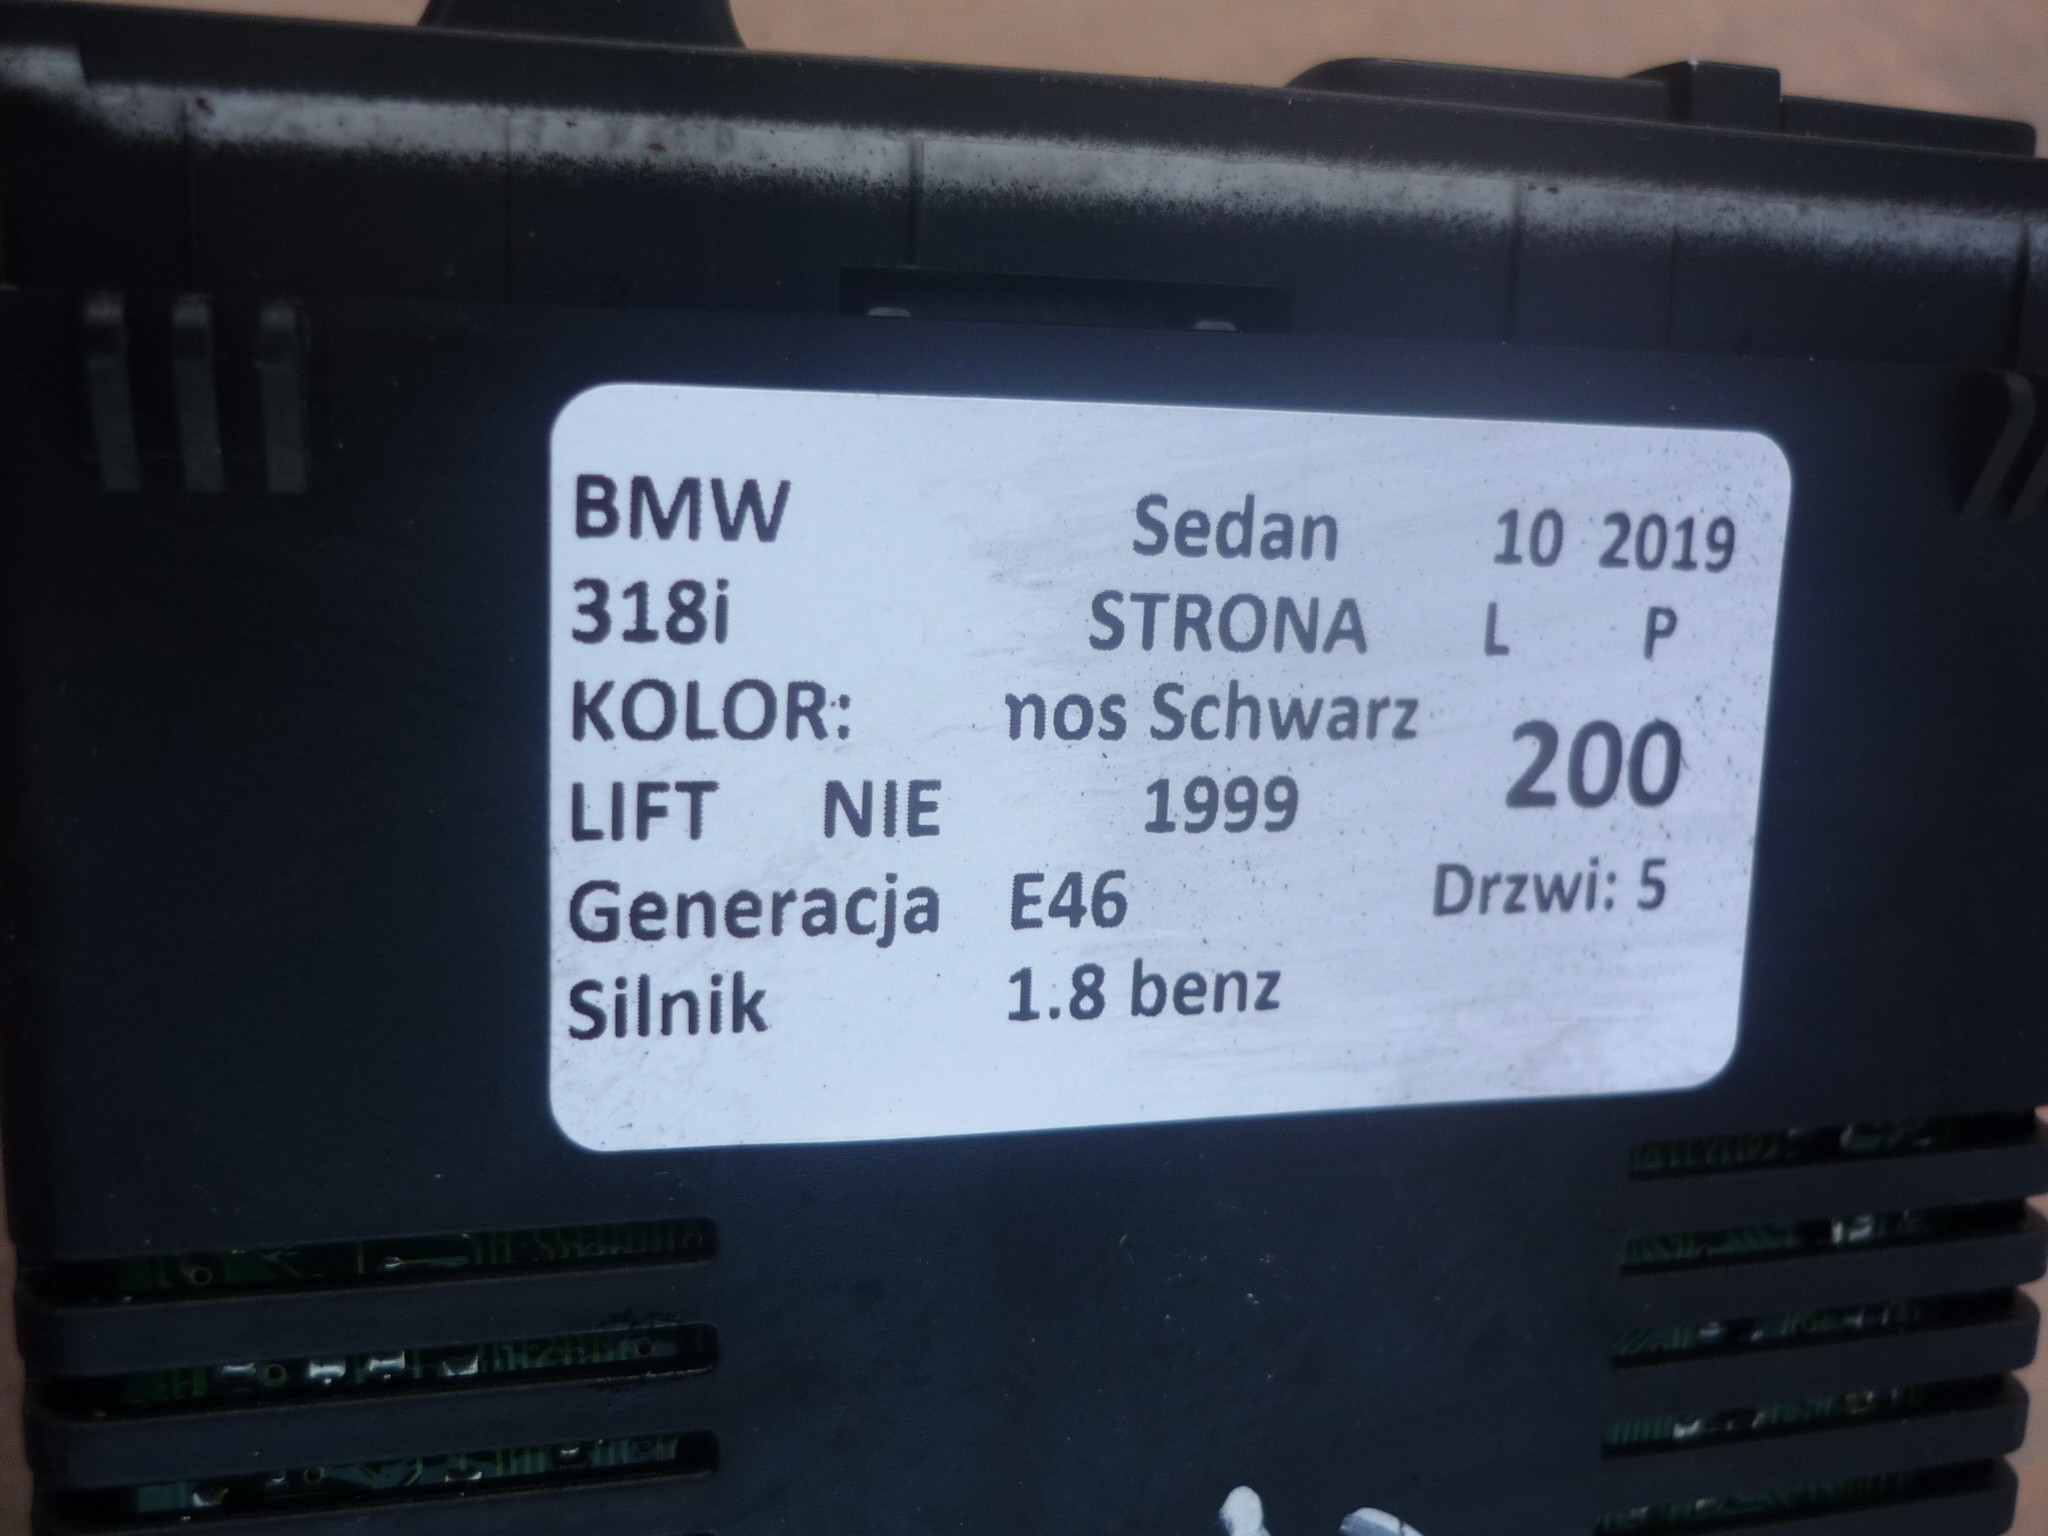 BMW Sedan 10 2019
318i STRONA L P
KOLOR: nos Schwarz
200
LIFT NIE 1999
Generacja E46 Drzwi: 5
Silnik 1.8 benz